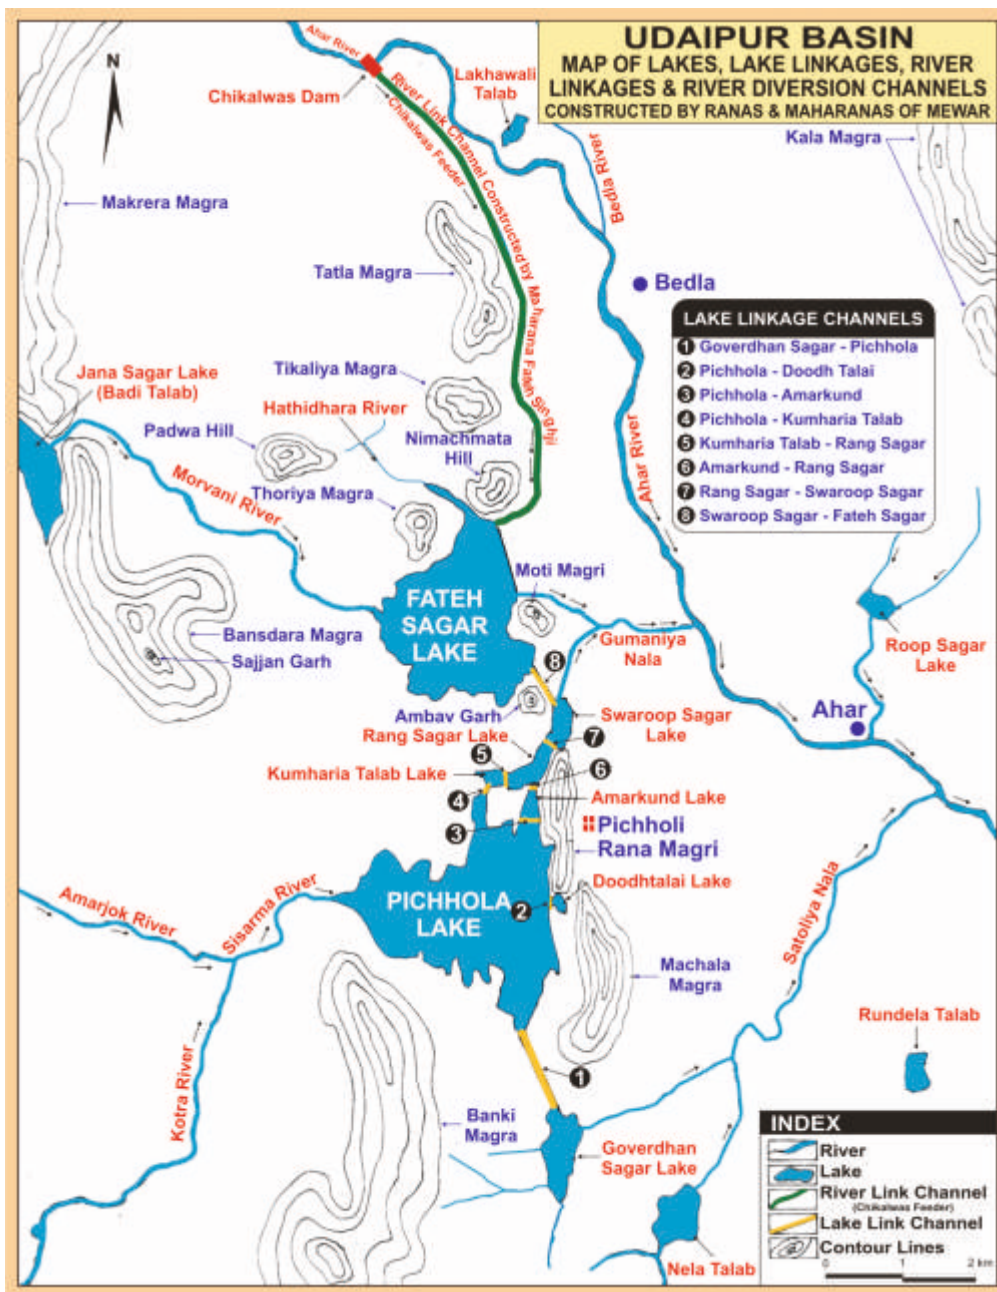 UDAIPUR BASIN
MAP OF LAKES, LAKE LINKAGES, RIVER
LINKAGES & RIVER DIVERSION CHANNELS
CONSTRUCTED BY RANAS & MAHARANAS OF MEWAR
N
Ahar River
Chikalwas Dam
Lakhawali
Talab
River Link Channel Constructed by Maharana Fateh Singhji
Chikalwas Feeder
Bedla River
Kala Magra
Makrera Magra
Tatla Magra
Bedla
LAKE LINKAGE CHANNELS
1 Goverdhan Sagar - Pichhola
2 Pichhola - Doodh Talai
3 Pichhola - Amarkund
4 Pichhola - Kumharia Talab
5 Kumharia Talab - Rang Sagar
6 Amarkund - Rang Sagar
7 Rang Sagar - Swaroop Sagar
8 Swaroop Sagar - Fateh Sagar
Jana Sagar Lake
(Badi Talab)
Tikaliya Magra
Hathidhara River
Padwa Hill
Nimachmata
Hill
Ahar River
Morvani River
Thoriya Magra
Moti Magri
FATEH
SAGAR
LAKE
Bansdara Magra
Sajjan Garh
Gumaniya
Nala
Roop Sagar
Lake
8
Ambav Garh
Swaroop Sagar
Lake
Ahar
Rang Sagar Lake
7
5
Kumharia Talab Lake
6
4
Amarkund Lake
3
Pichholi
Rana Magri
Doodhtalai Lake
Amarjok River
Sisarma River
PICHHOLA
LAKE
2
Satoliya Nala
Machala
Magra
Rundela Talab
Kotra River
1
Banki
Magra
Goverdhan
Sagar Lake
Nela Talab
INDEX
River
Lake
River Link Channel
(Chikalwas Feeder)
Lake Link Channel
Contour Lines
0 1 2 km